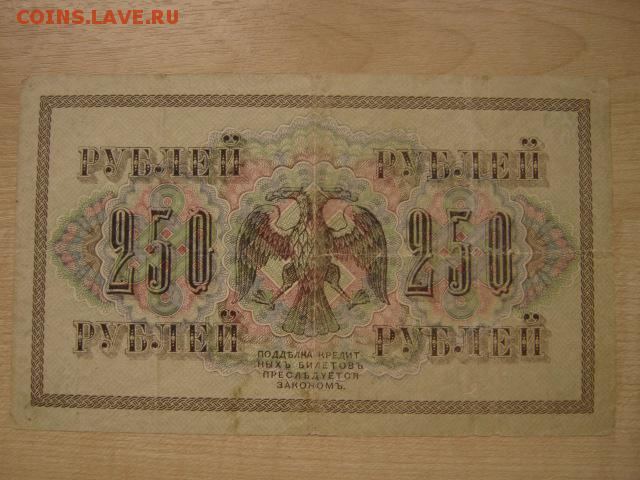 COINS.LAVE.RU
РУБЛЕЙ РУБЛЕЙ
250 250
РУБЛЕЙ РУБЛЕЙ
ПОДДѢЛКА КРЕДИТ-
НЫХЪ БИЛЕТОВЪ
ПРЕСЛѢДУЕТСЯ
ЗАКОНОМЪ.